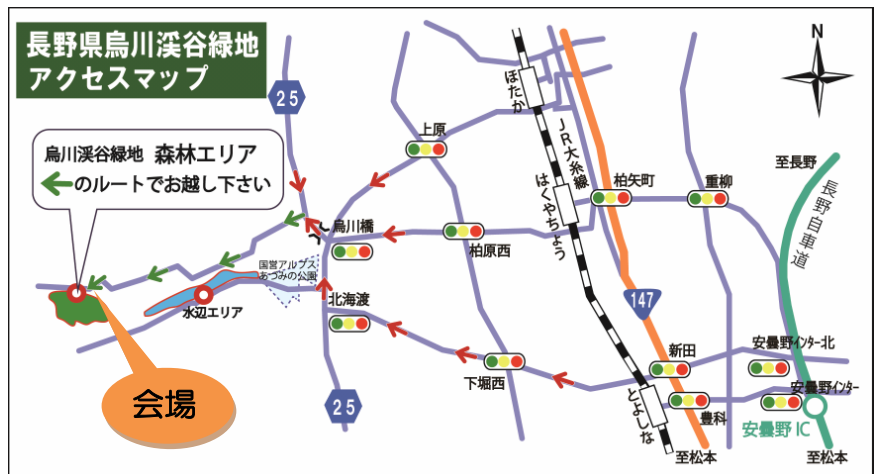 長野県烏川渓谷緑地
アクセスマップ
烏川渓谷緑地 森林エリア
のルートでお越し下さい
25
上原
ほたか
JR大糸線
はくやちょう
柏矢町
重柳
N
至長野
長野自車道
烏川橋
柏原西
国営アルプス
あづみの公園
水辺エリア
北海渡
147
会場
25
下堀西
新田
安曇野インター北
とよしな
豊科
安曇野インター
安曇野IC
至松本
至松本